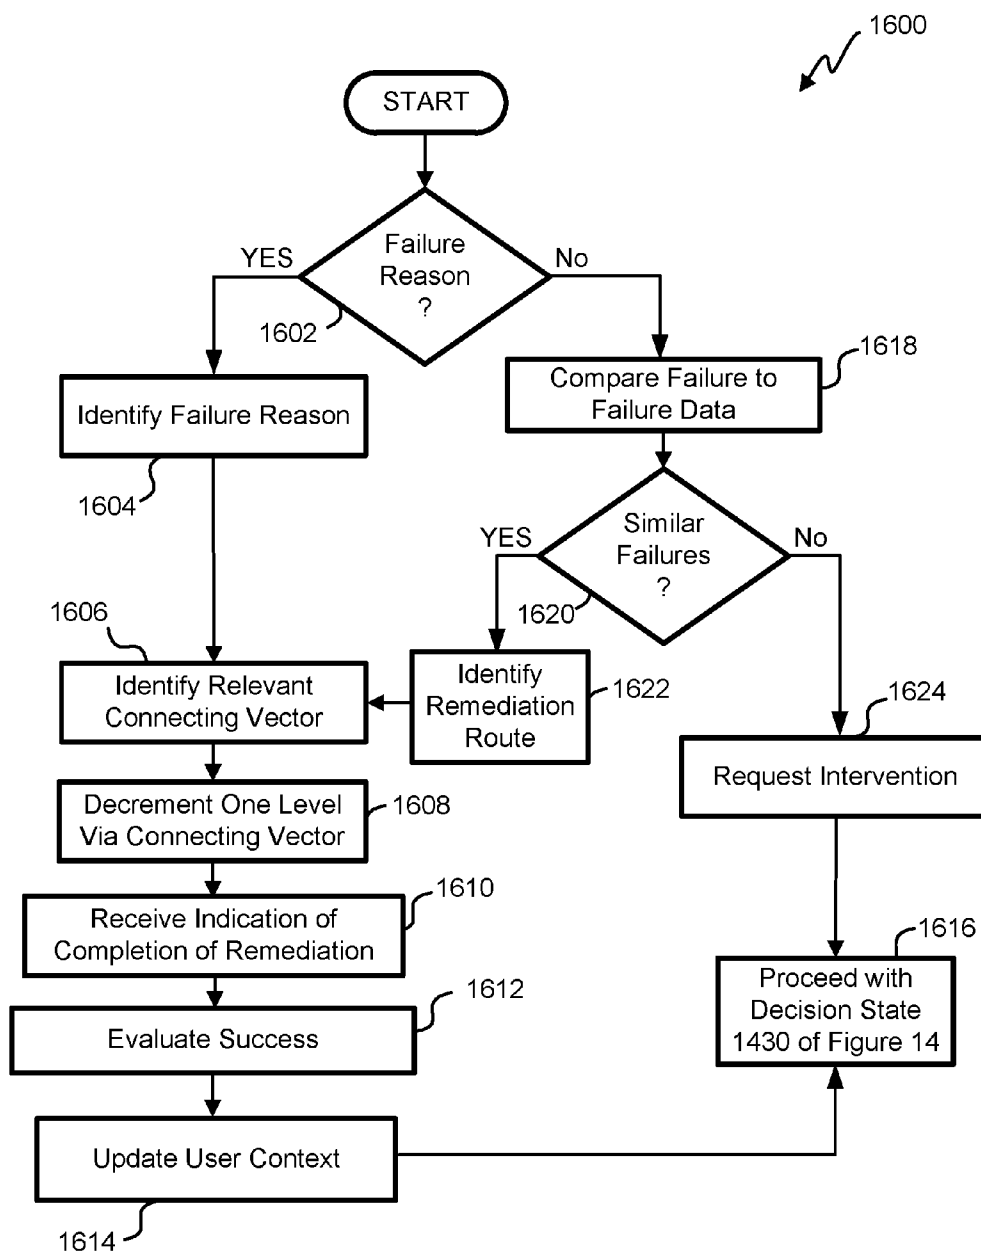 1600
START
YES
Failure
Reason
?
No
1602
1618
Identify Failure Reason
Compare Failure to
Failure Data
1604
YES
Similar
Failures
?
No
1620
1606
Identify Relevant
Connecting Vector
Identify
Remediation
Route
1622
1624
Request Intervention
Decrement One Level
Via Connecting Vector
1608
Receive Indication of
Completion of Remediation
1610
1616
Proceed with
Decision State
1430 of Figure 14
Evaluate Success
1612
Update User Context
1614